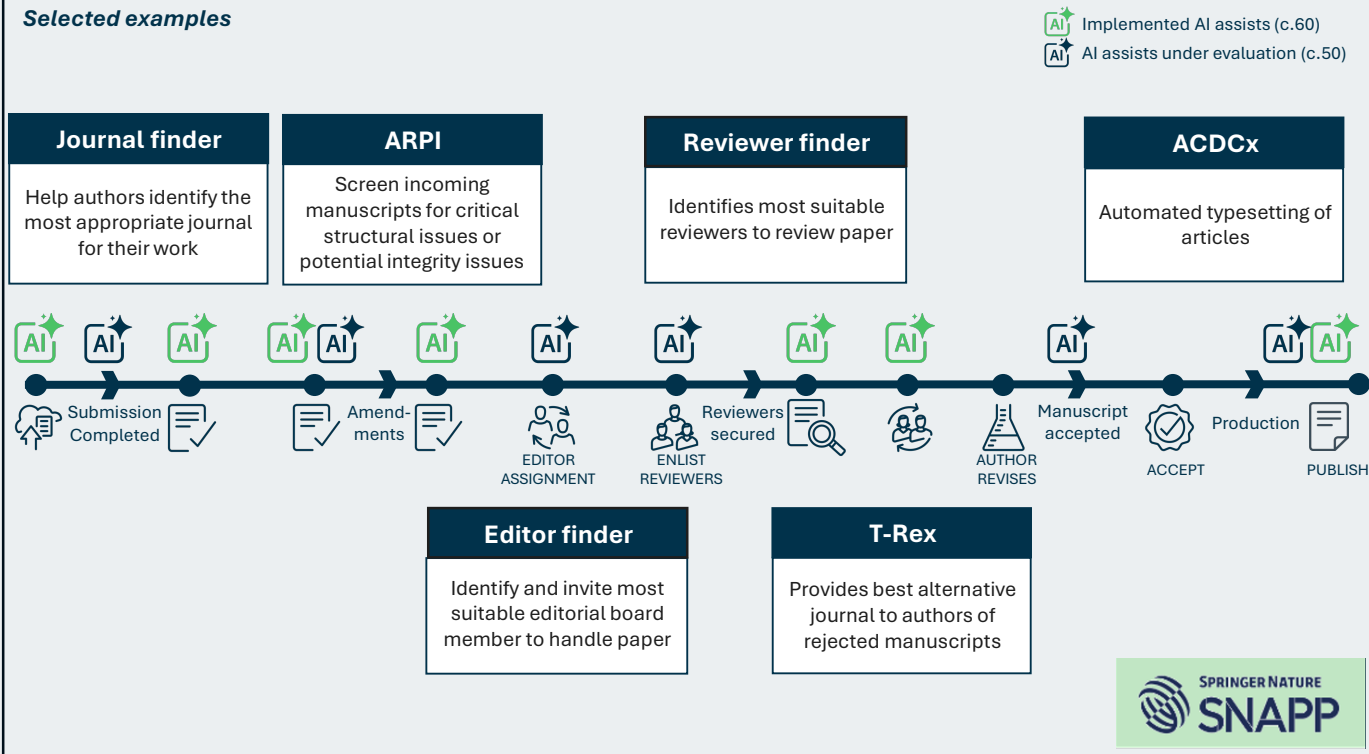 Selected examples
AI Implemented AI assists (c.60)
AI AI assists under evaluation (c.50)
Journal finder
Help authors identify the
most appropriate journal
for their work
ARPI
Screen incoming
manuscripts for critical
structural issues or
potential integrity issues
Reviewer finder
Identifies most suitable
reviewers to review paper
ACDCx
Automated typesetting of
articles
AI AI AI AI AI AI AI AI AI AI AI AI AI
Submission
Completed
Amend-
ments
EDITOR
ASSIGNMENT
ENLIST
REVIEWERS
Reviewers
secured
AUTHOR
REVISES
Manuscript
accepted
ACCEPT
Production
PUBLISH
Editor finder
Identify and invite most
suitable editorial board
member to handle paper
T-Rex
Provides best alternative
journal to authors of
rejected manuscripts
SPRINGER NATURE
SNAPP